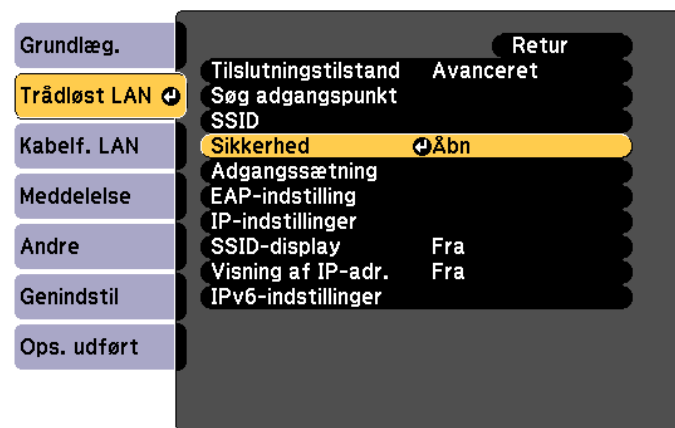 Grundlæg.
Trådløst LAN
Kabelf. LAN
Meddelelse
Andre
Genindstil
Ops. udført
Retur
Tilslutningstilstand Avanceret
Søg adgangspunkt
SSID
Sikkerhed Åbn
Adgangssætning
EAP-indstilling
IP-indstillinger
SSID-display Fra
Visning af IP-adr. Fra
IPv6-indstillinger